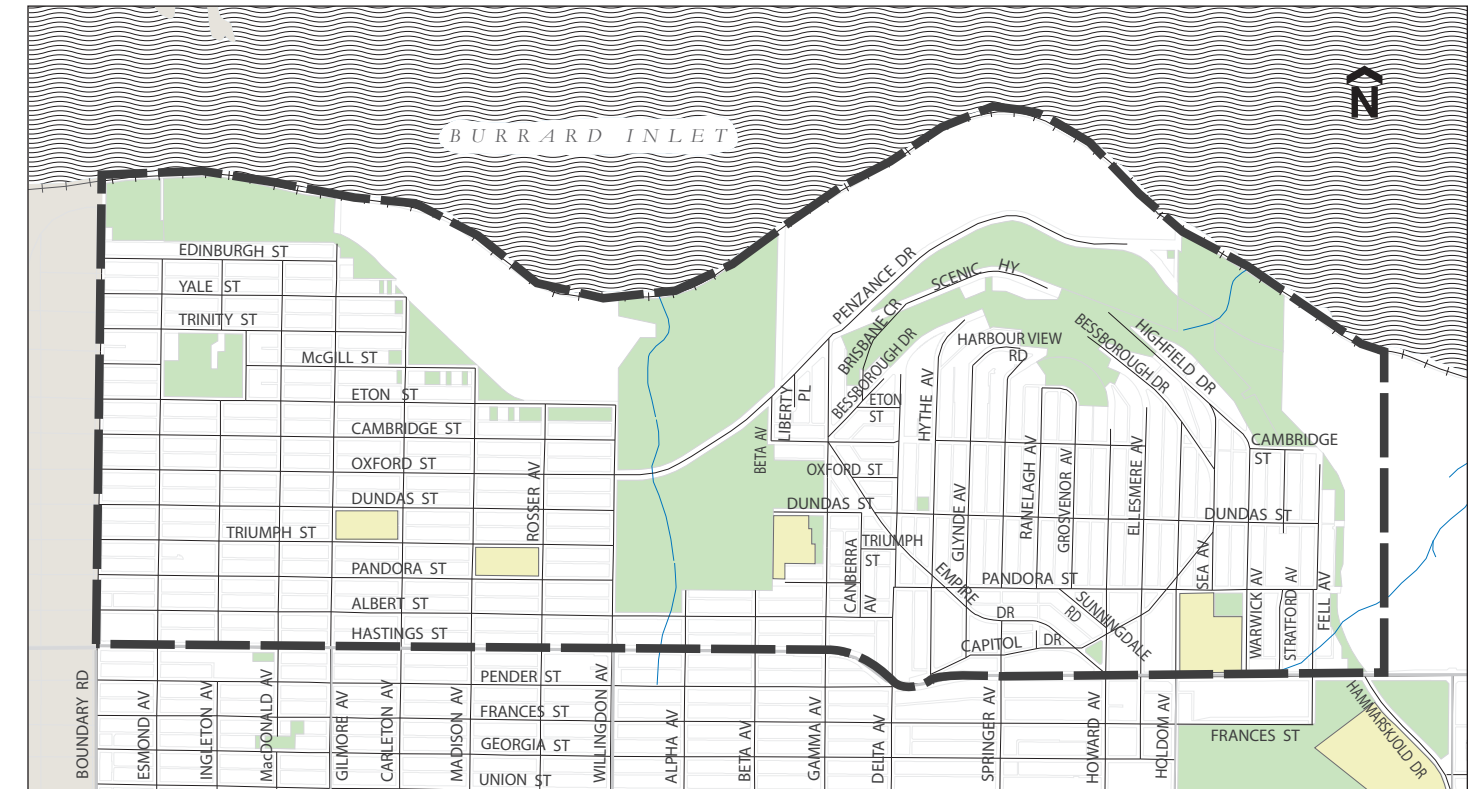 N
BURRARD INLET
EDINBURGH ST
YALE ST
TRINITY ST
McGILL ST
ETON ST
CAMBRIDGE ST
OXFORD ST
DUNDAS ST
TRIUMPH ST
PANDORA ST
ALBERT ST
HASTINGS ST
ROSSER AV
PENZANCE DR
SCENIC HY
BRISBANE CR
BESSBOROUGH DR
HARBOUR VIEW
RD
BESSBOROUGH DR
HIGHFIELD DR
LIBERTY
PL
ETON
ST
HYTHE AV
BETA AV
OXFORD ST
DUNDAS ST
CAMBRIDGE
ST
GLYNDE AV
RANELAGH AV
GROSVENOR AV
ELLESMERE AV
DUNDAS ST
TRIUMPH
ST
CANBERRA
AV
EMPIRE
DR
PANDORA ST
SUNNINGDALE
RD
CAPITOL DR
SEA AV
WARWICK AV
STRATFORD AV
FELL AV
PENDER ST
FRANCES ST
GEORGIA ST
UNION ST
BOUNDARY RD
ESMOND AV
INGLETON AV
MacDONALD AV
GILMORE AV
CARLETON AV
MADISON AV
WILLINGDON AV
ALPHA AV
BETA AV
GAMMA AV
DELTA AV
SPRINGER AV
HOWARD AV
HOLDOM AV
FRANCES ST
HAMMARSKJOLD DR